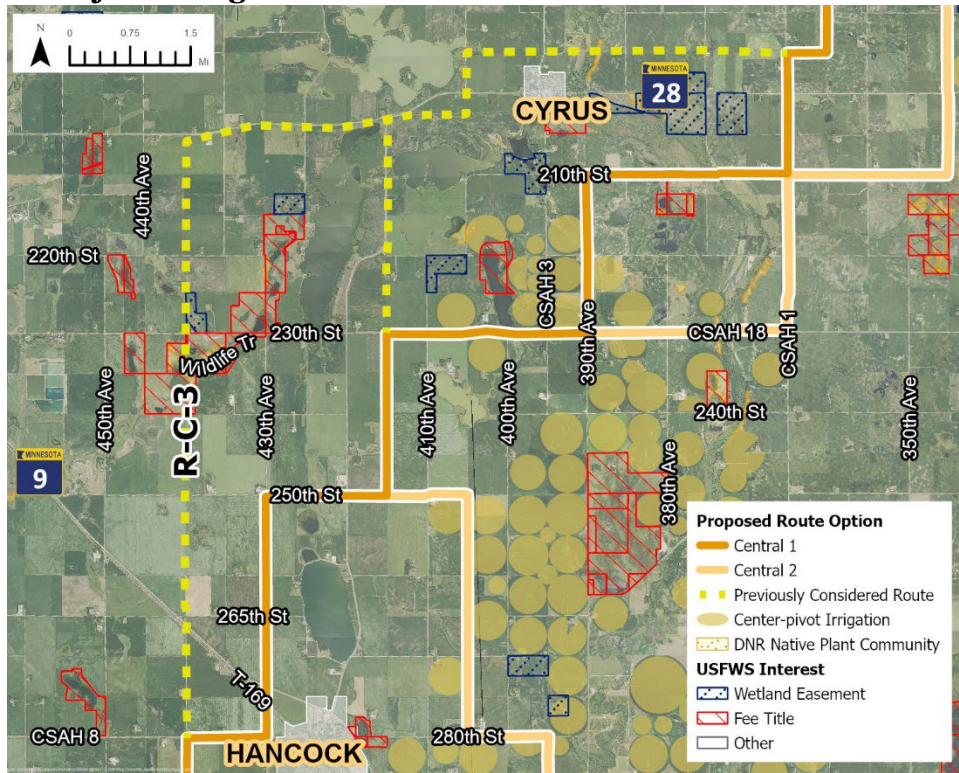 N
0 0.75 1.5
Mi
CYRUS
MINNESOTA
28
210th St
440th Ave
220th St
CSAH 3
390th Ave
230th St
CSAH 18
CSAH 1
Wildlife Tr
R-C-3
450th Ave
430th Ave
410th Ave
400th Ave
240th St
350th Ave
MINNESOTA
9
250th St
380th Ave
265th St
T-169
CSAH 8
HANCOCK
280th St
Proposed Route Option
Central 1
Central 2
Previously Considered Route
Center-pivot Irrigation
DNR Native Plant Community
USFWS Interest
Wetland Easement
Fee Title
Other